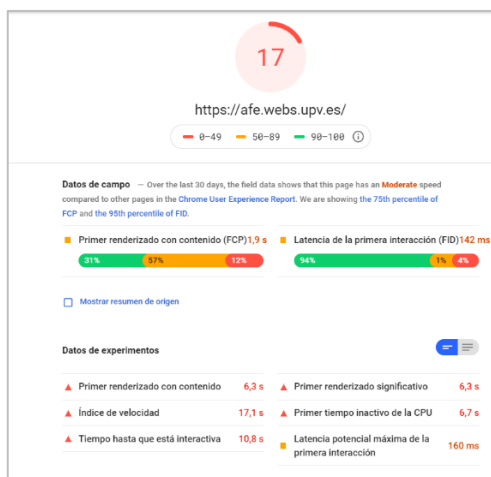 17
https://afe.webs.upv.es/
0-49 50-89 90-100
Datos de campo — Over the last 30 days, the field data shows that this page has an Moderate speed
compared to other pages in the Chrome User Experience Report. We are showing the 75th percentile of
FCP and the 95th percentile of FID.
Primer renderizado con contenido (FCP)1,9 s
31% 57% 12%
Latencia de la primera interacción (FID)142 ms
94% 1% 4%
Mostrar resumen de origen
Datos de experimentos
Primer renderizado con contenido 6,3 s
Primer renderizado significativo 6,3 s
Índice de velocidad 17,1 s
Primer tiempo inactivo de la CPU 6,7 s
Tiempo hasta que está interactiva 10,8 s
Latencia potencial máxima de la
primera interacción 160 ms